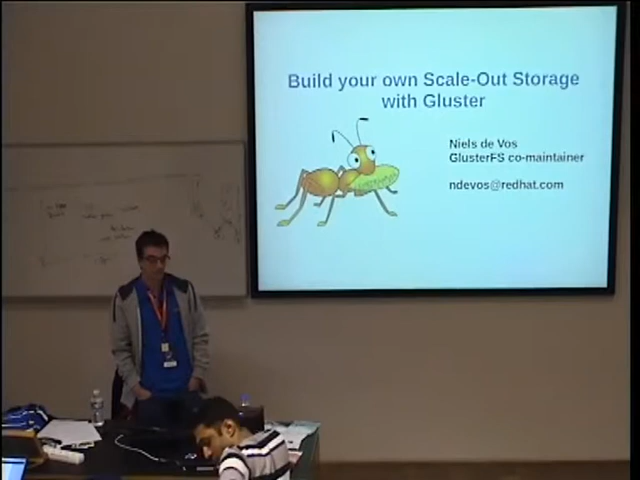 Build your own Scale-Out Storage
with Gluster
Niels de Vos
GlusterFS co-maintainer
ndevos@redhat.com